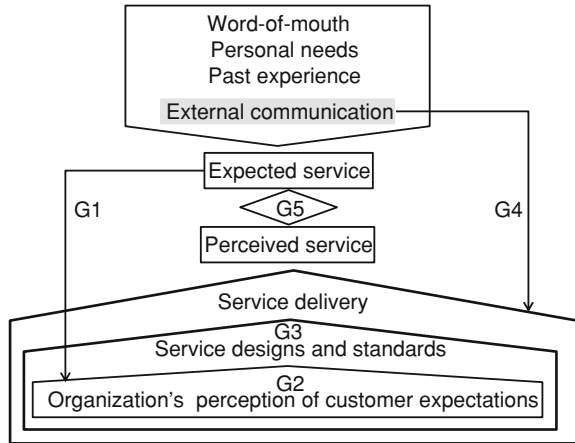 Word-of-mouth
Personal needs
Past experience
External communication
Expected service
G1
G5
G4
Perceived service
Service delivery
G3
Service designs and standards
G2
Organization's perception of customer expectations